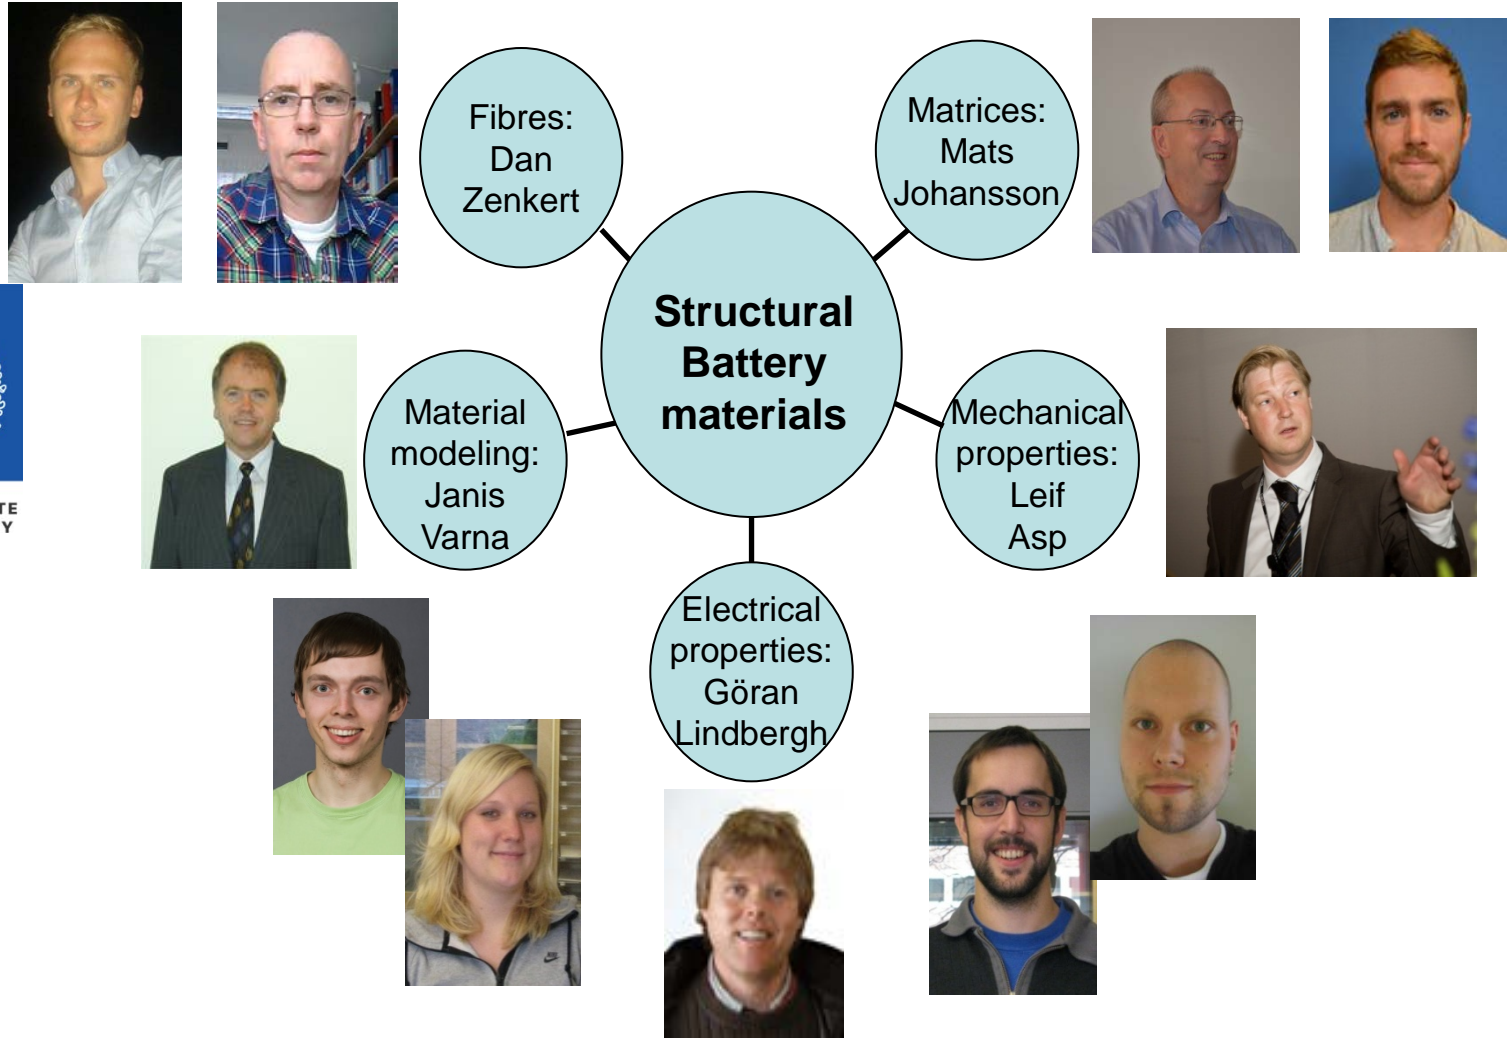 Fibres:
Dan
Zenkert
Matrices:
Mats
Johansson
Structural
Battery
materials
Material
modeling:
Janis
Varna
Mechanical
properties:
Leif
Asp
Electrical
properties:
Göran
Lindbergh
TE
Y